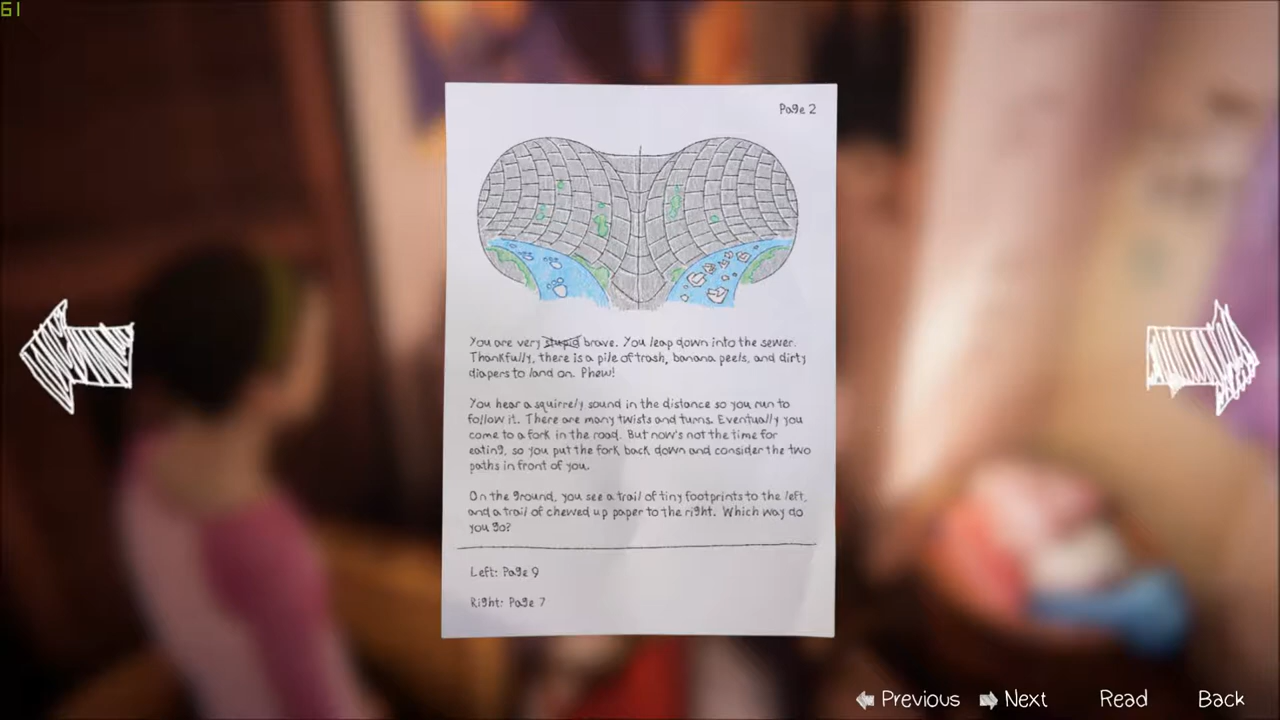 61
Page 2
You are very stupid brave. You leap down into the sewer.
Thankfully, there is a pile of trash, banana peels, and dirty
diapers to land on. Phew!
You hear a squirrely sound in the distance so you run to
follow it. There are many twists and turns. Eventually you
come to a fork in the road. But now's not the time for
eating, so you put the fork back down and consider the two
paths in front of you.
On the ground, you see a trail of tiny footprints to the left,
and a trail of chewed up paper to the right. Which way do
you go?
Left: Page 9
Right: Page 7
Previous Next Read Back